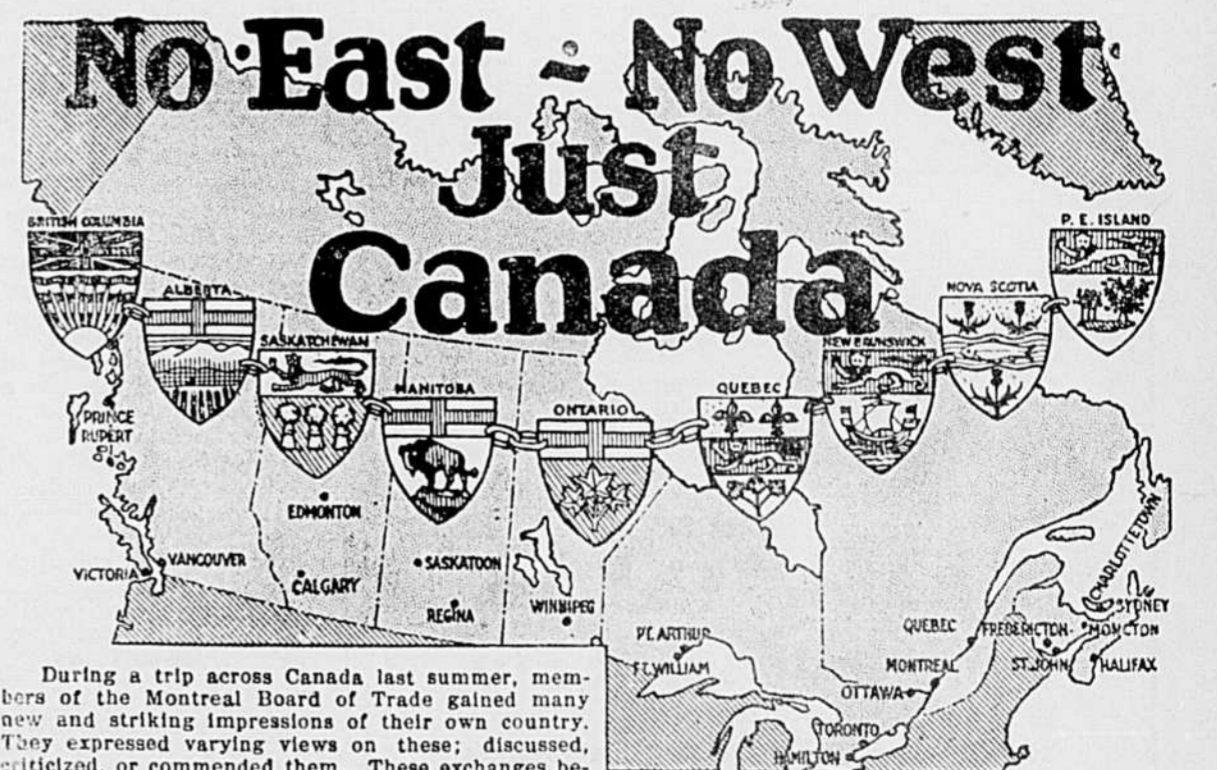 No East - No West
Just
Canada
BRITISH COLUMBIA
ALBERTA
SASKATCHEWAN
MANITOBA
ONTARIO
QUEBEC
NEW BRUNSWICK
NOVA SCOTIA
P. E. ISLAND
PRINCE
RUPERT
EDMONTON
VANCOUVER
VICTORIA
CALGARY
SASKATOON
REGINA
WINNIPEG
PT. ARTHUR
FT. WILLIAM
QUEBEC
MONTREAL
OTTAWA
TORONTO
HAMILTON
FREDERICTON
ST. JOHN
MONCTON
HALIFAX
SYDNEY
CHARLOTTETOWN
During a trip across Canada last summer, mem-
bers of the Montreal Board of Trade gained many
new and striking impressions of their own country.
They expressed varying views on these; discussed,
criticized, or commended them. These exchanges be-